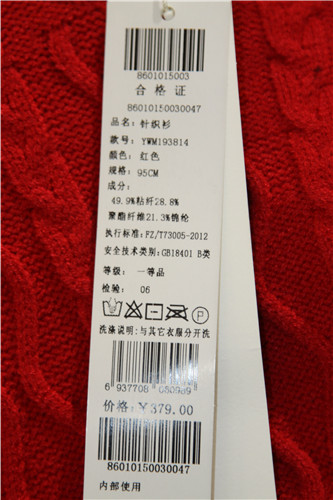 8601015003
合格证
86010150030047
品名: 针织衫
款号: YWM193814
颜色: 红色
规格: 95CM
成分:
49.9%粘纤28.8%
聚酯纤维21.3%锦纶
执行标准: FZ/T73005-2012
安全技术类别: GB18401 B类
等级: 一等品
检验: 06
P
洗涤说明: 与其它衣服分开洗
6 937708 080989
价格: ¥379.00
86010150030047
内部使用